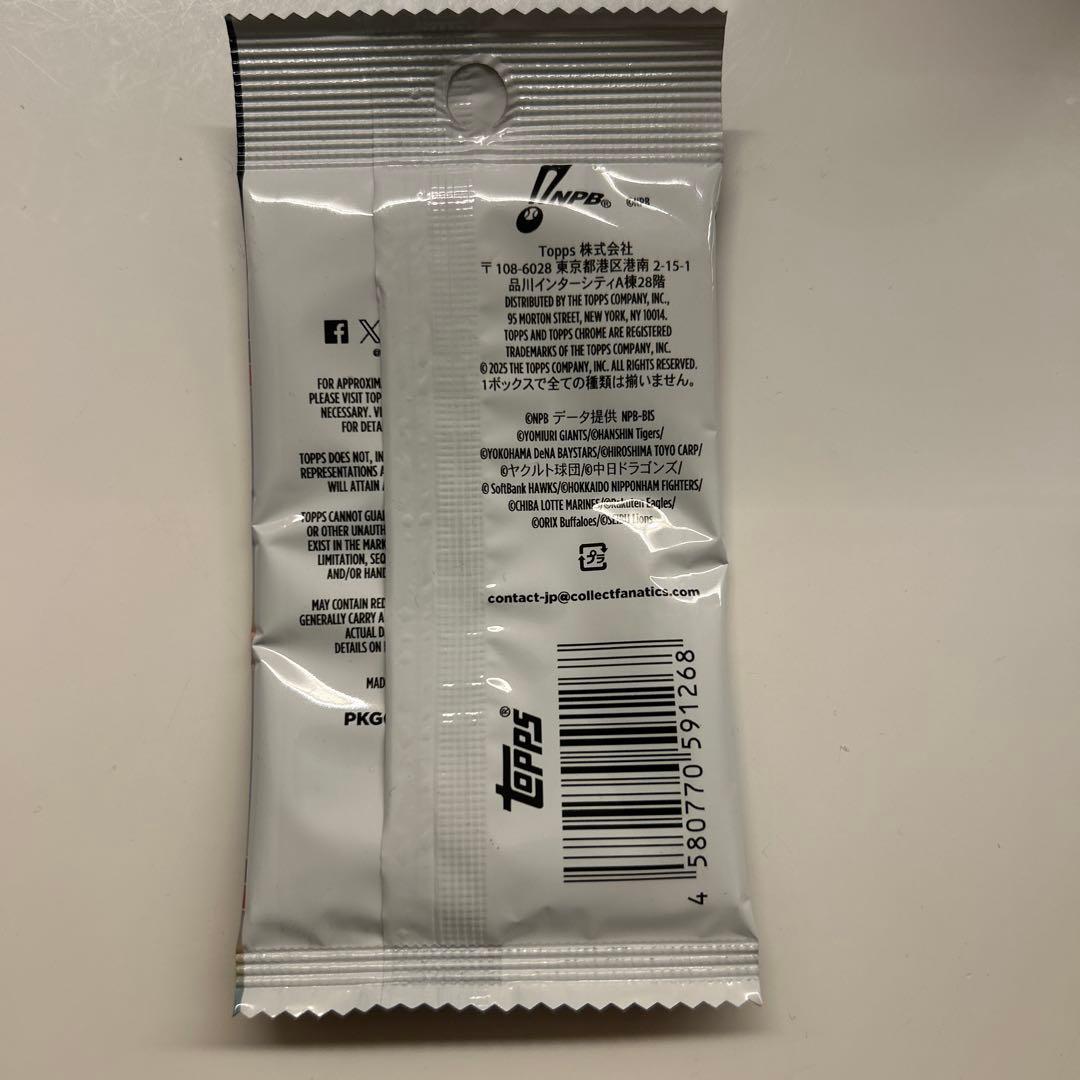 NPB® ©NPB
Topps 株式会社
〒108-6028 東京都港区港南 2-15-1
品川インターシティA棟28階
DISTRIBUTED BY THE TOPPS COMPANY, INC.,
95 MORTON STREET, NEW YORK, NY 10014.
TOPPS AND TOPPS CHROME ARE REGISTERED
TRADEMARKS OF THE TOPPS COMPANY, INC.
© 2025 THE TOPPS COMPANY, INC. ALL RIGHTS RESERVED.
1ボックスで全ての種類は揃いません。
©NPB データ提供 NPB-BIS
©YOMIURI GIANTS/©HANSHIN Tigers/
©YOKOHAMA DeNA BAYSTARS/©HIROSHIMA TOYO CARP/
©ヤクルト球団/©中日ドラゴンズ/
© SoftBank HAWKS/©HOKKAIDO NIPPONHAM FIGHTERS/
©CHIBA LOTTE MARINES/©Rakuten Eagles/
©ORIX Buffaloes/©SEIBU Lions
プラ
contact-jp@collectfanatics.com
topps®
4 580770 591268
f X
@
FOR APPROXIM
PLEASE VISIT TOP
NECESSARY. VI
FOR DETA
TOPPS DOES NOT, IN
REPRESENTATIONS A
WILL ATTAIN
TOPPS CANNOT GUA
OR OTHER UNAUTH
EXIST IN THE MARK
LIMITATION, SEQ
AND/OR HAND
MAY CONTAIN RED
GENERALLY CARRY A
ACTUAL D
DETAILS ON
MAD
PKG